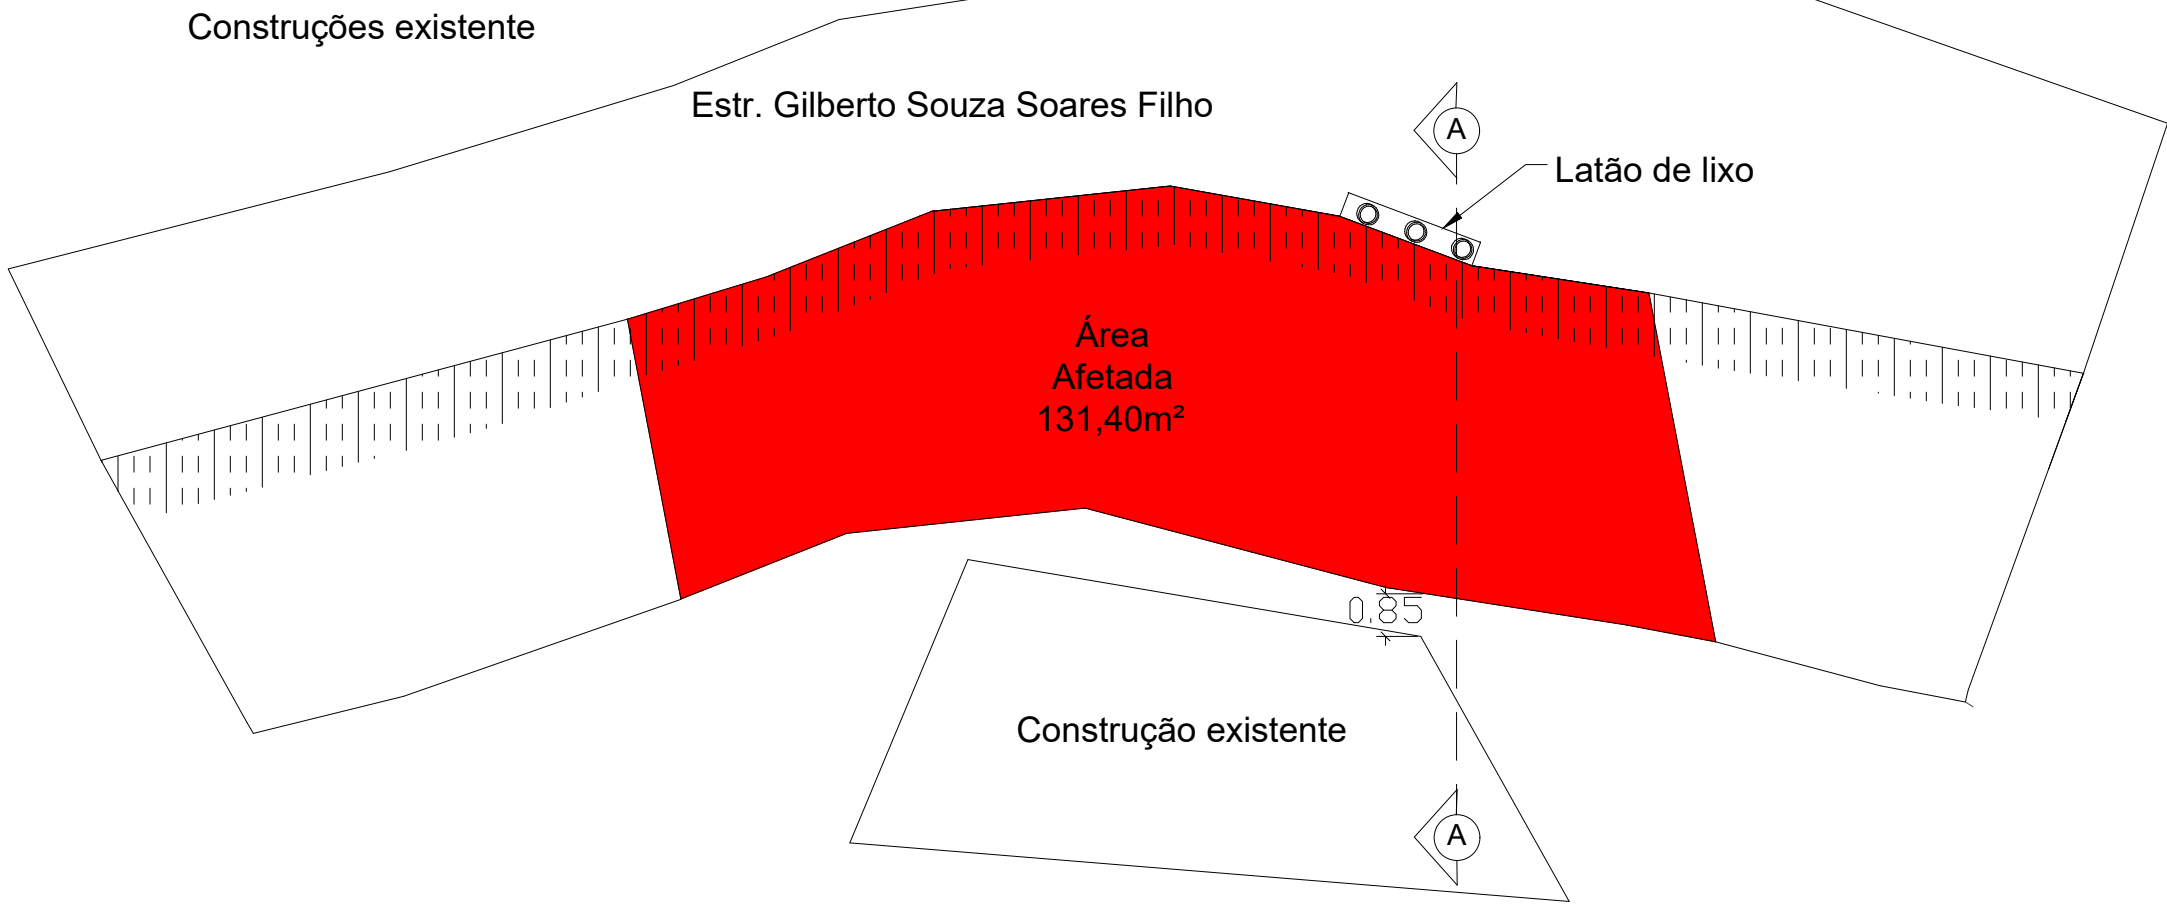 Construções existente
Estr. Gilberto Souza Soares Filho
A
Latão de lixo
Área
Afetada
131,40m²
0.85
Construção existente
A